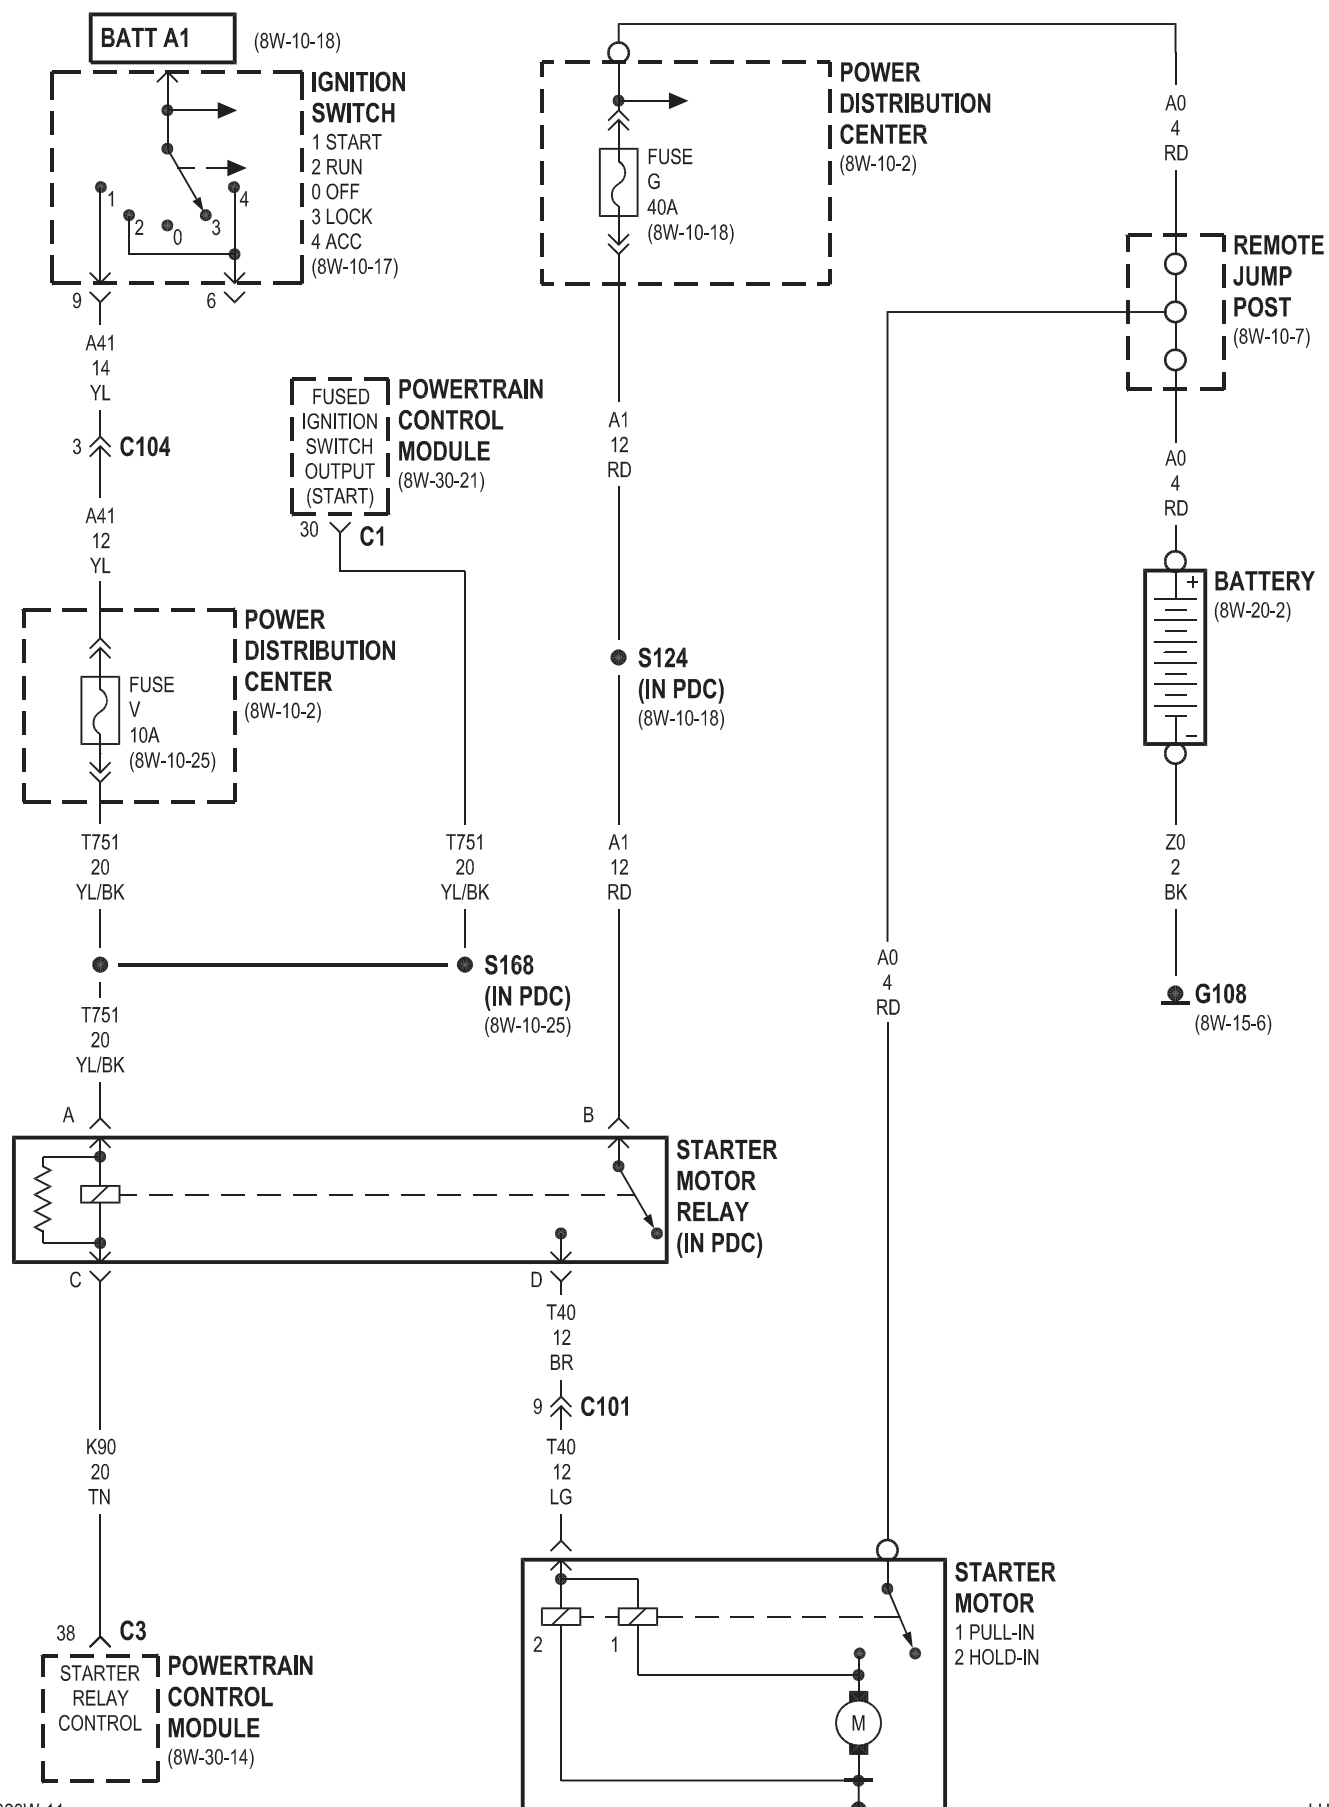 BATT A1
(8W-10-18)
IGNITION
SWITCH
1 START
2 RUN
0 OFF
3 LOCK
4 ACC
(8W-10-17)
1
2
0
3
4
9
6
A41
14
YL
3
C104
A41
12
YL
POWER
DISTRIBUTION
CENTER
(8W-10-2)
FUSE
V
10A
(8W-10-25)
T751
20
YL/BK
FUSED
IGNITION
SWITCH
OUTPUT
(START)
POWERTRAIN
CONTROL
MODULE
(8W-30-21)
30
C1
T751
20
YL/BK
S168
(IN PDC)
(8W-10-25)
T751
20
YL/BK
POWER
DISTRIBUTION
CENTER
(8W-10-2)
FUSE
G
40A
(8W-10-18)
A1
12
RD
S124
(IN PDC)
(8W-10-18)
A1
12
RD
A0
4
RD
REMOTE
JUMP
POST
(8W-10-7)
A0
4
RD
BATTERY
(8W-20-2)
+
–
Z0
2
BK
G108
(8W-15-6)
A0
4
RD
A
B
STARTER
MOTOR
RELAY
(IN PDC)
C
D
T40
12
BR
9
C101
T40
12
LG
K90
20
TN
38
C3
STARTER
RELAY
CONTROL
POWERTRAIN
CONTROL
MODULE
(8W-30-14)
STARTER
MOTOR
1 PULL-IN
2 HOLD-IN
2
1
M